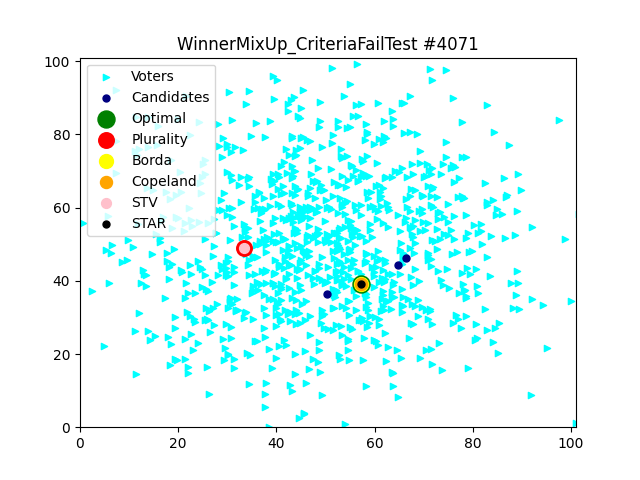 WinnerMixUp_CriteriaFailTest #4071
100
80
60
40
20
0
Voters
Candidates
Optimal
Plurality
Borda
Copeland
STV
STAR
0 20 40 60 80 100